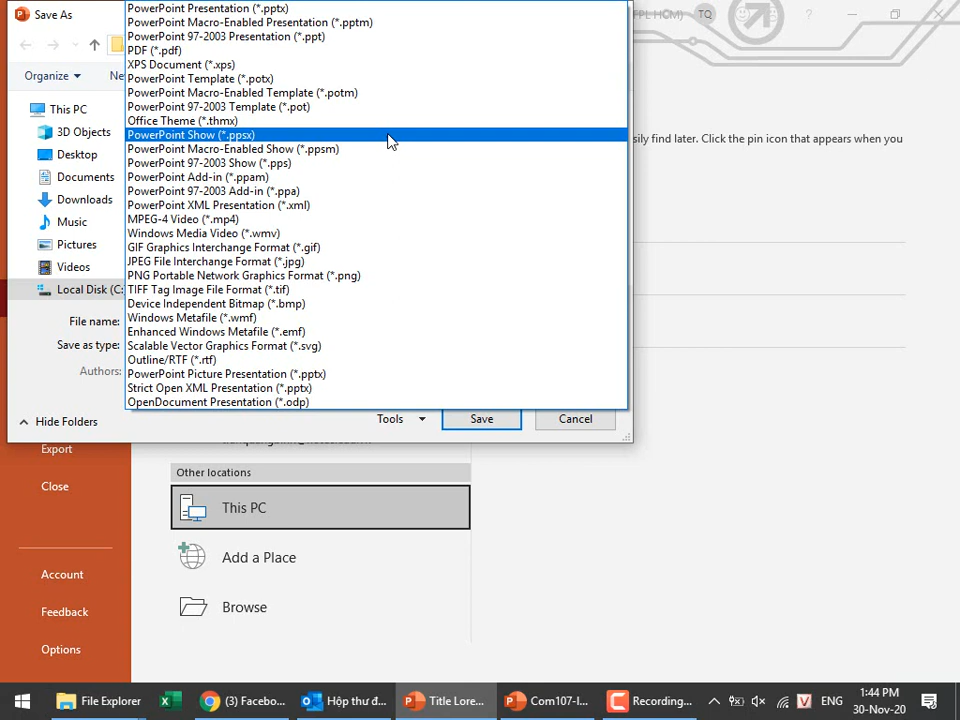 Save As
FPL HCM)
TQ
?
Organize
Ne
This PC
3D Objects
Desktop
Documents
Downloads
Music
Pictures
Videos
Local Disk (C:
PowerPoint Presentation (*.pptx)
PowerPoint Macro-Enabled Presentation (*.pptm)
PowerPoint 97-2003 Presentation (*.ppt)
PDF (*.pdf)
XPS Document (*.xps)
PowerPoint Template (*.potx)
PowerPoint Macro-Enabled Template (*.potm)
PowerPoint 97-2003 Template (*.pot)
Office Theme (*.thmx)
PowerPoint Show (*.ppsx)
PowerPoint Macro-Enabled Show (*.ppsm)
PowerPoint 97-2003 Show (*.pps)
PowerPoint Add-in (*.ppam)
PowerPoint 97-2003 Add-in (*.ppa)
PowerPoint XML Presentation (*.xml)
MPEG-4 Video (*.mp4)
Windows Media Video (*.wmv)
GIF Graphics Interchange Format (*.gif)
JPEG File Interchange Format (*.jpg)
PNG Portable Network Graphics Format (*.png)
TIFF Tag Image File Format (*.tif)
Device Independent Bitmap (*.bmp)
Windows Metafile (*.wmf)
Enhanced Windows Metafile (*.emf)
Scalable Vector Graphics Format (*.svg)
Outline/RTF (*.rtf)
PowerPoint Picture Presentation (*.pptx)
Strict Open XML Presentation (*.pptx)
OpenDocument Presentation (*.odp)
sily find later. Click the pin icon that appears when you
File name:
Save as type:
Authors:
Hide Folders
Tools
Save
Cancel
Export
Close
Account
Feedback
Options
Other locations
This PC
Add a Place
Browse
File Explorer
(3) Facebo...
Hộp thư đ...
Title Lore...
Com107-I...
Recording...
V
ENG
1:44 PM
30-Nov-20